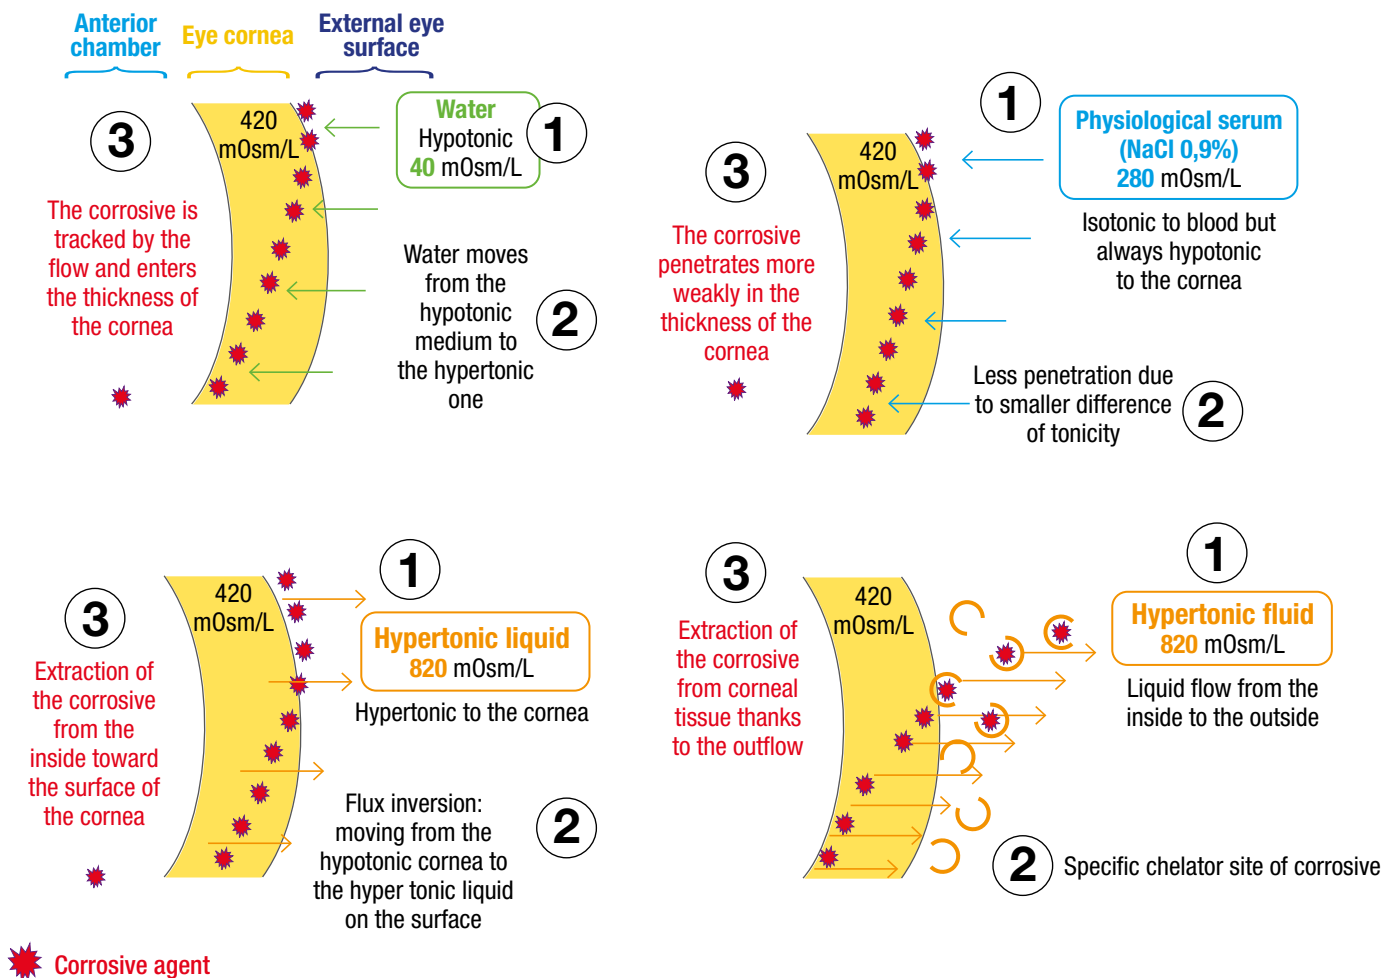 Anterior
chamber
Eye cornea
External eye
surface
3
The corrosive is
tracked by the
flow and enters
the thickness of
the cornea
420
mOsm/L
Water
Hypotonic
40 mOsm/L
1
Water moves
from the
hypotonic
medium to
the hypertonic
one
2
3
The corrosive
penetrates more
weakly in the
thickness of the
cornea
420
mOsm/L
1
Physiological serum
(NaCl 0,9%)
280 mOsm/L
Isotonic to blood but
always hypotonic
to the cornea
Less penetration due
to smaller difference
of tonicity
2
3
Extraction of
the corrosive
from the
inside toward
the surface of
the cornea
420
mOsm/L
1
Hypertonic liquid
820 mOsm/L
Hypertonic to the cornea
Flux inversion:
moving from the
hypotonic cornea to
the hyper tonic liquid
on the surface
2
3
Extraction of
the corrosive
from corneal
tissue thanks
to the outflow
420
mOsm/L
1
Hypertonic fluid
820 mOsm/L
Liquid flow from the
inside to the outside
2
Specific chelator site of corrosive
Corrosive agent